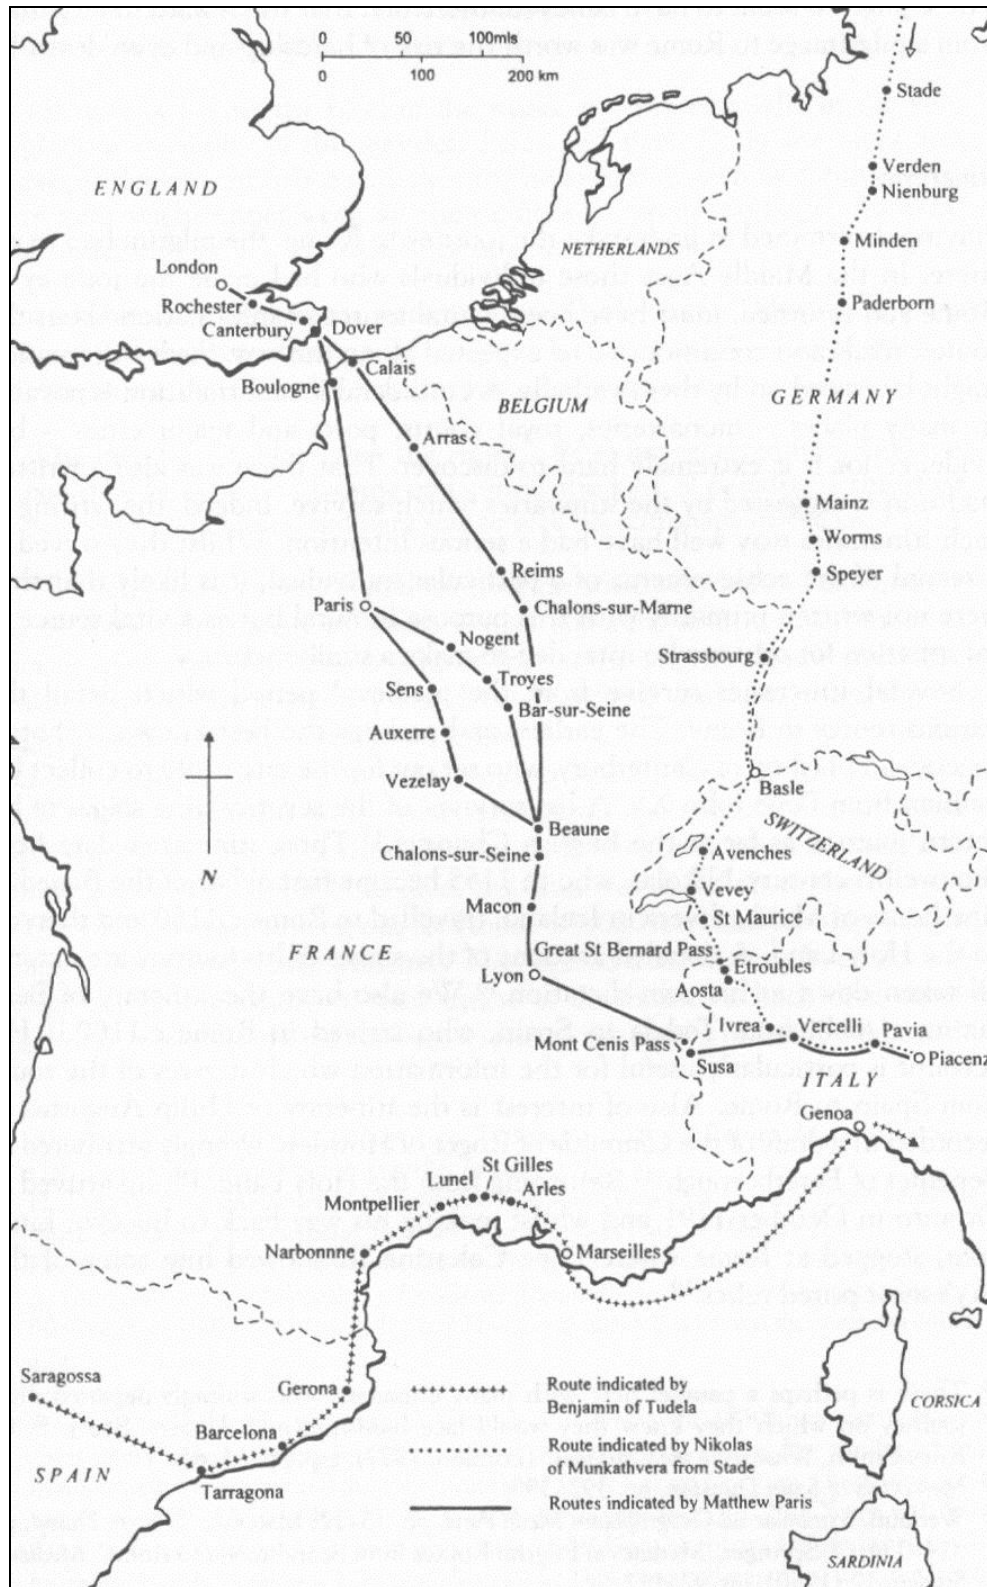 0 50 100mls
0 100 200 km
Stade
Verden
Nienburg
ENGLAND
NETHERLANDS
Minden
London
Rochester
Paderborn
Canterbury
Dover
Calais
Boulogne
GERMANY
BELGIUM
Arras
Mainz
Worms
Reims
Speyer
Paris
Chalons-sur-Marne
Nogent
Strassbourg
Troyes
Sens
Bar-sur-Seine
Auxerre
Vezelay
Basle
Beaune
SWITZERLAND
Chalons-sur-Seine
Avenches
N
Vevey
Macon
St Maurice
FRANCE
Great St Bernard Pass
Etroubles
Lyon
Aosta
Ivrea
Vercelli
Pavia
Mont Cenis Pass
Piacenz
Susa
ITALY
Genoa
St Gilles
Lunel
Arles
Montpellier
Narbonnne
Marseilles
Saragossa
Gerona
Route indicated by
Benjamin of Tudela
CORSICA
Barcelona
Route indicated by Nikolas
of Munkathvera from Stade
SPAIN
Tarragona
Routes indicated by Matthew Paris
SARDINIA